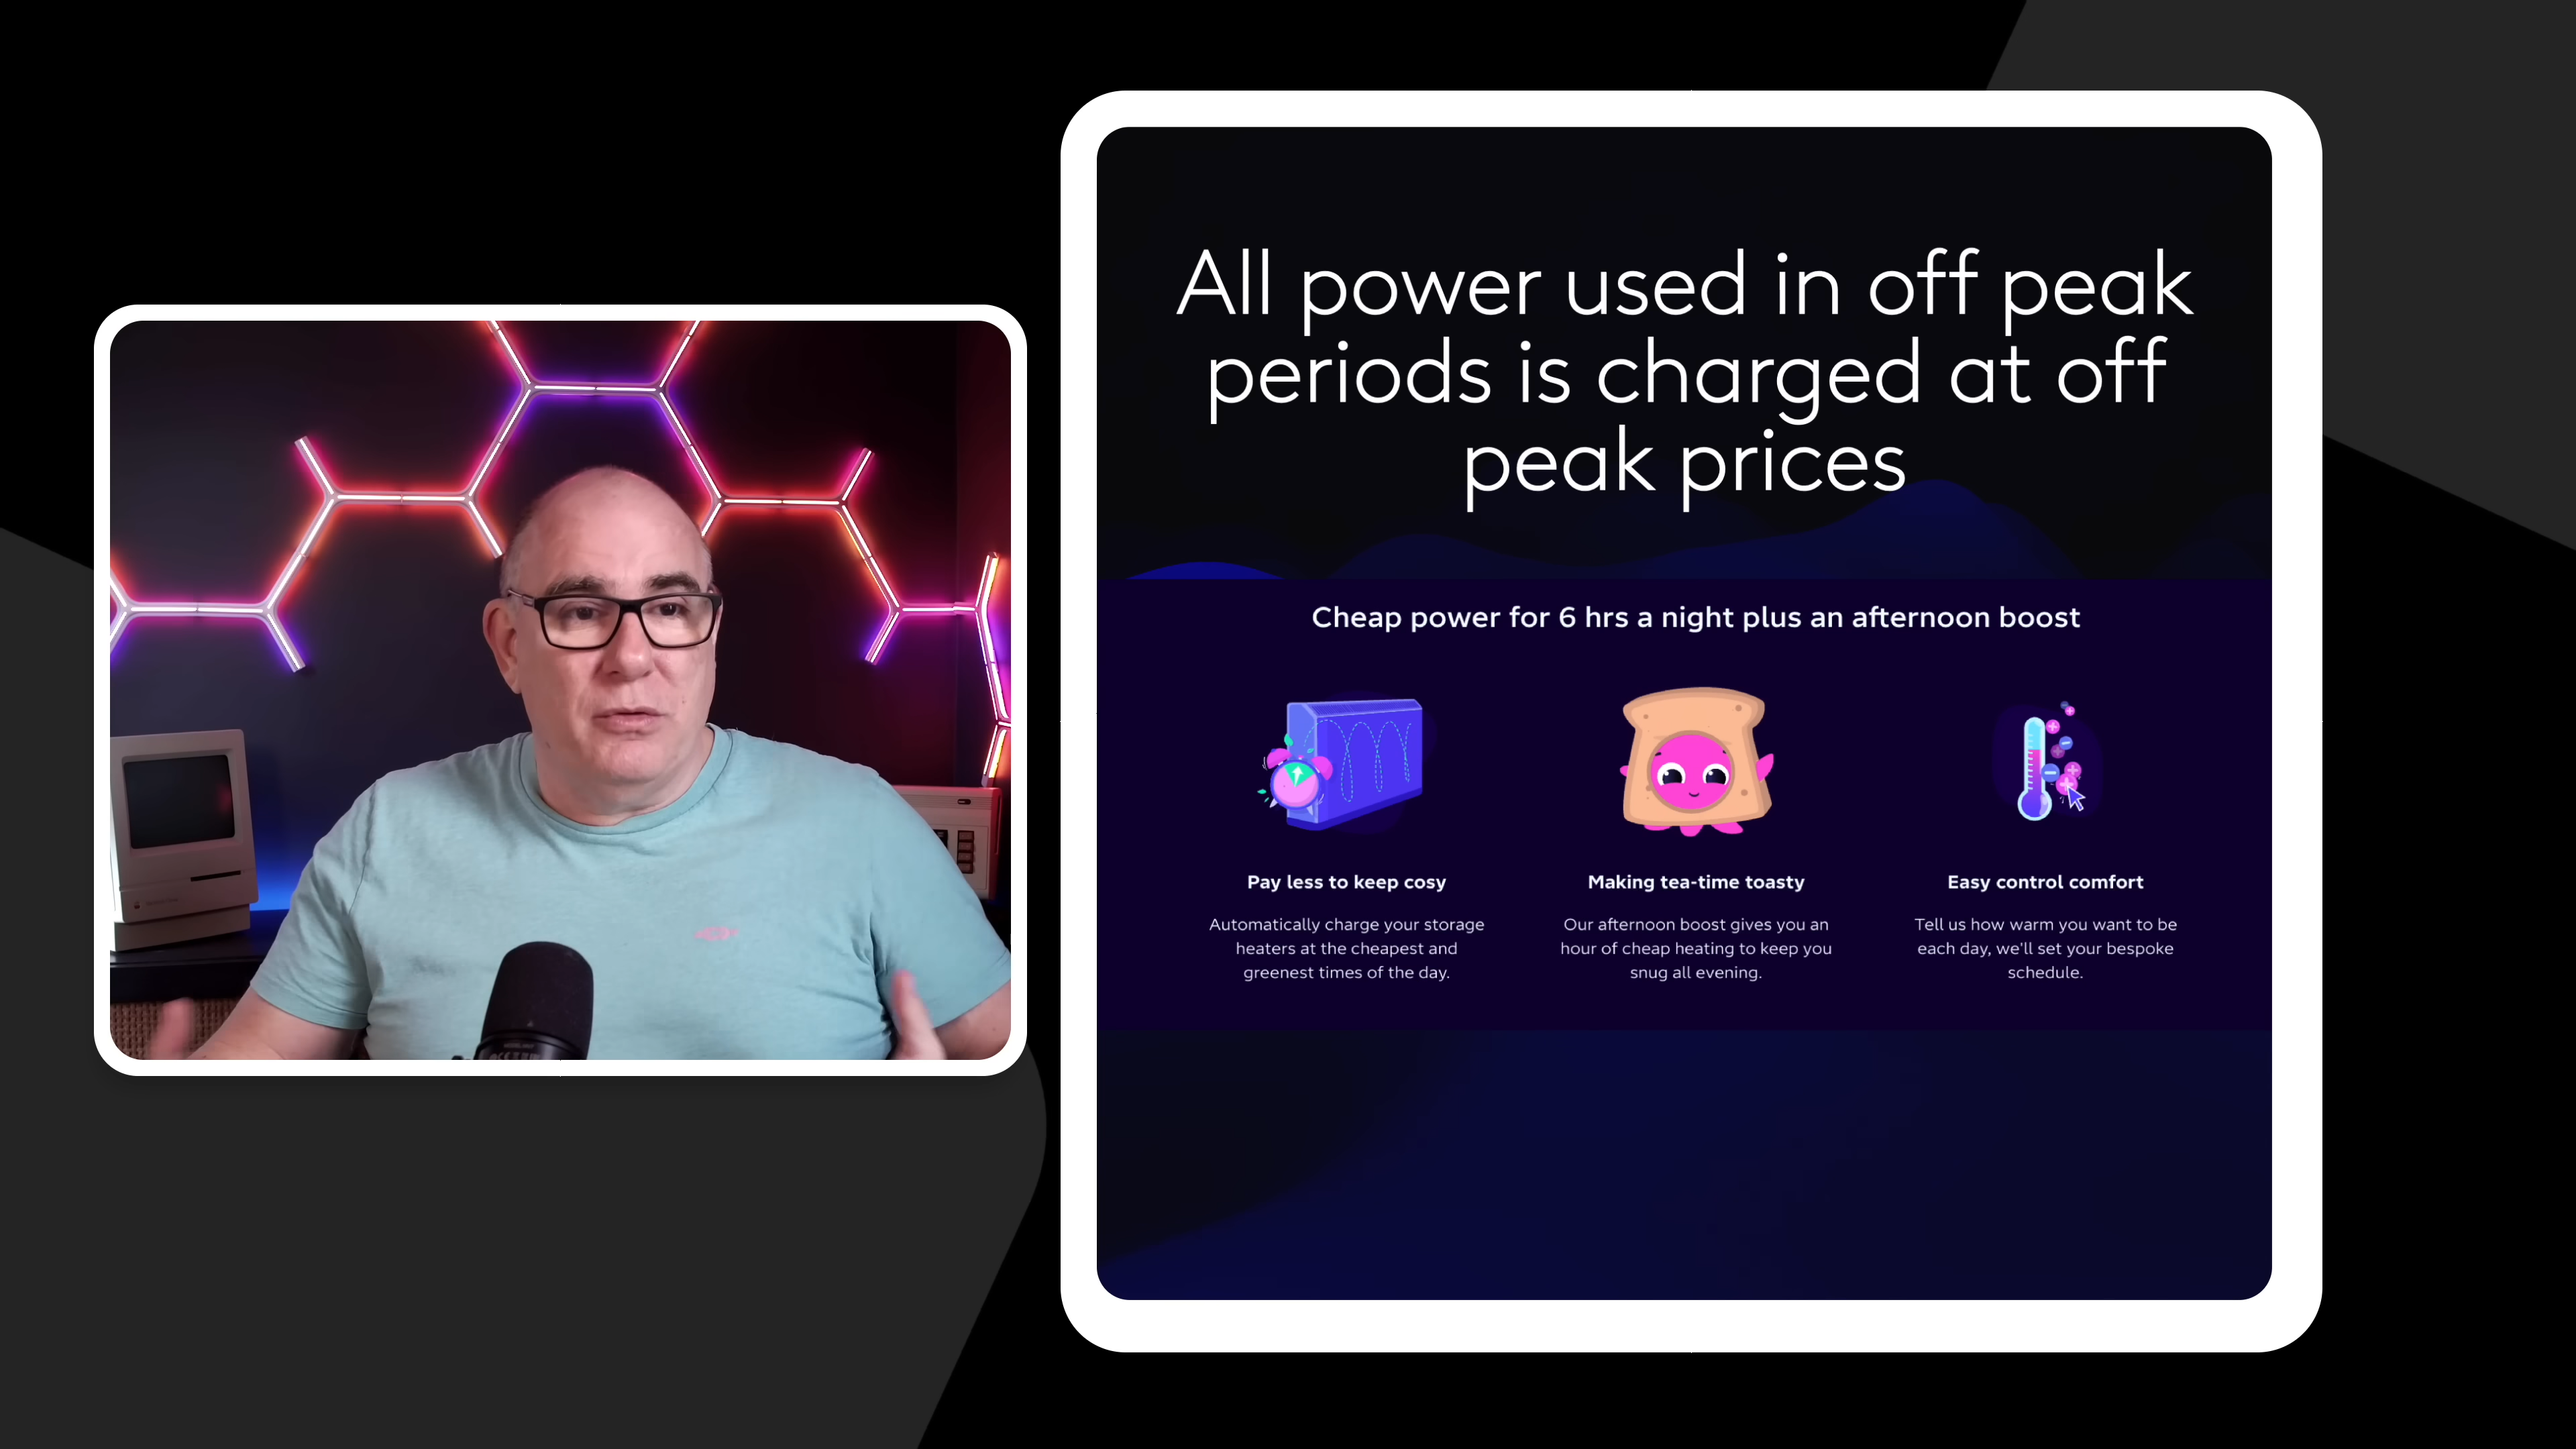 All power used in off peak
periods is charged at off
peak prices
Cheap power for 6 hrs a night plus an afternoon boost
Pay less to keep cosy
Automatically charge your storage
heaters at the cheapest and
greenest times of the day.
Making tea-time toasty
Our afternoon boost gives you an
hour of cheap heating to keep you
snug all evening.
Easy control comfort
Tell us how warm you want to be
each day, we'll set your bespoke
schedule.